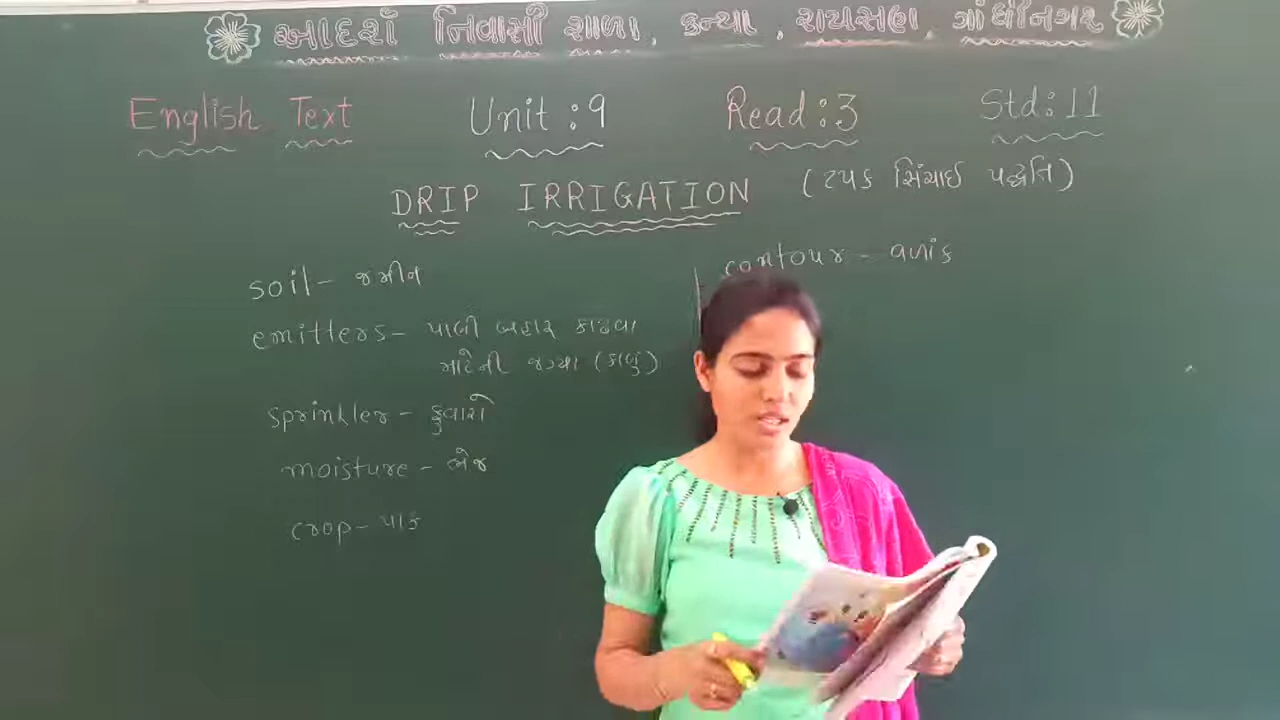 આદર્શ નિવાસી શાળા, કન્યા, રાયસણ, ગાંધીનગર
English Text Unit:9 Read:3 Std:11
DRIP IRRIGATION (ટપક સિંચાઈ પદ્ધતિ)
soil - જમીન
emitters - પાણી બહાર કાઢવા
માટેની જગ્યા (કાણું)
sprinkler - ફુવારો
moisture - ભેજ
crop - પાક
contour - વળાંક